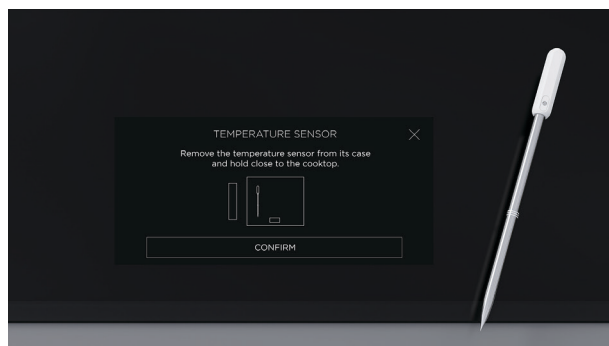 TEMPERATURE SENSOR
Remove the temperature sensor from its case
and hold close to the cooktop.
CONFIRM